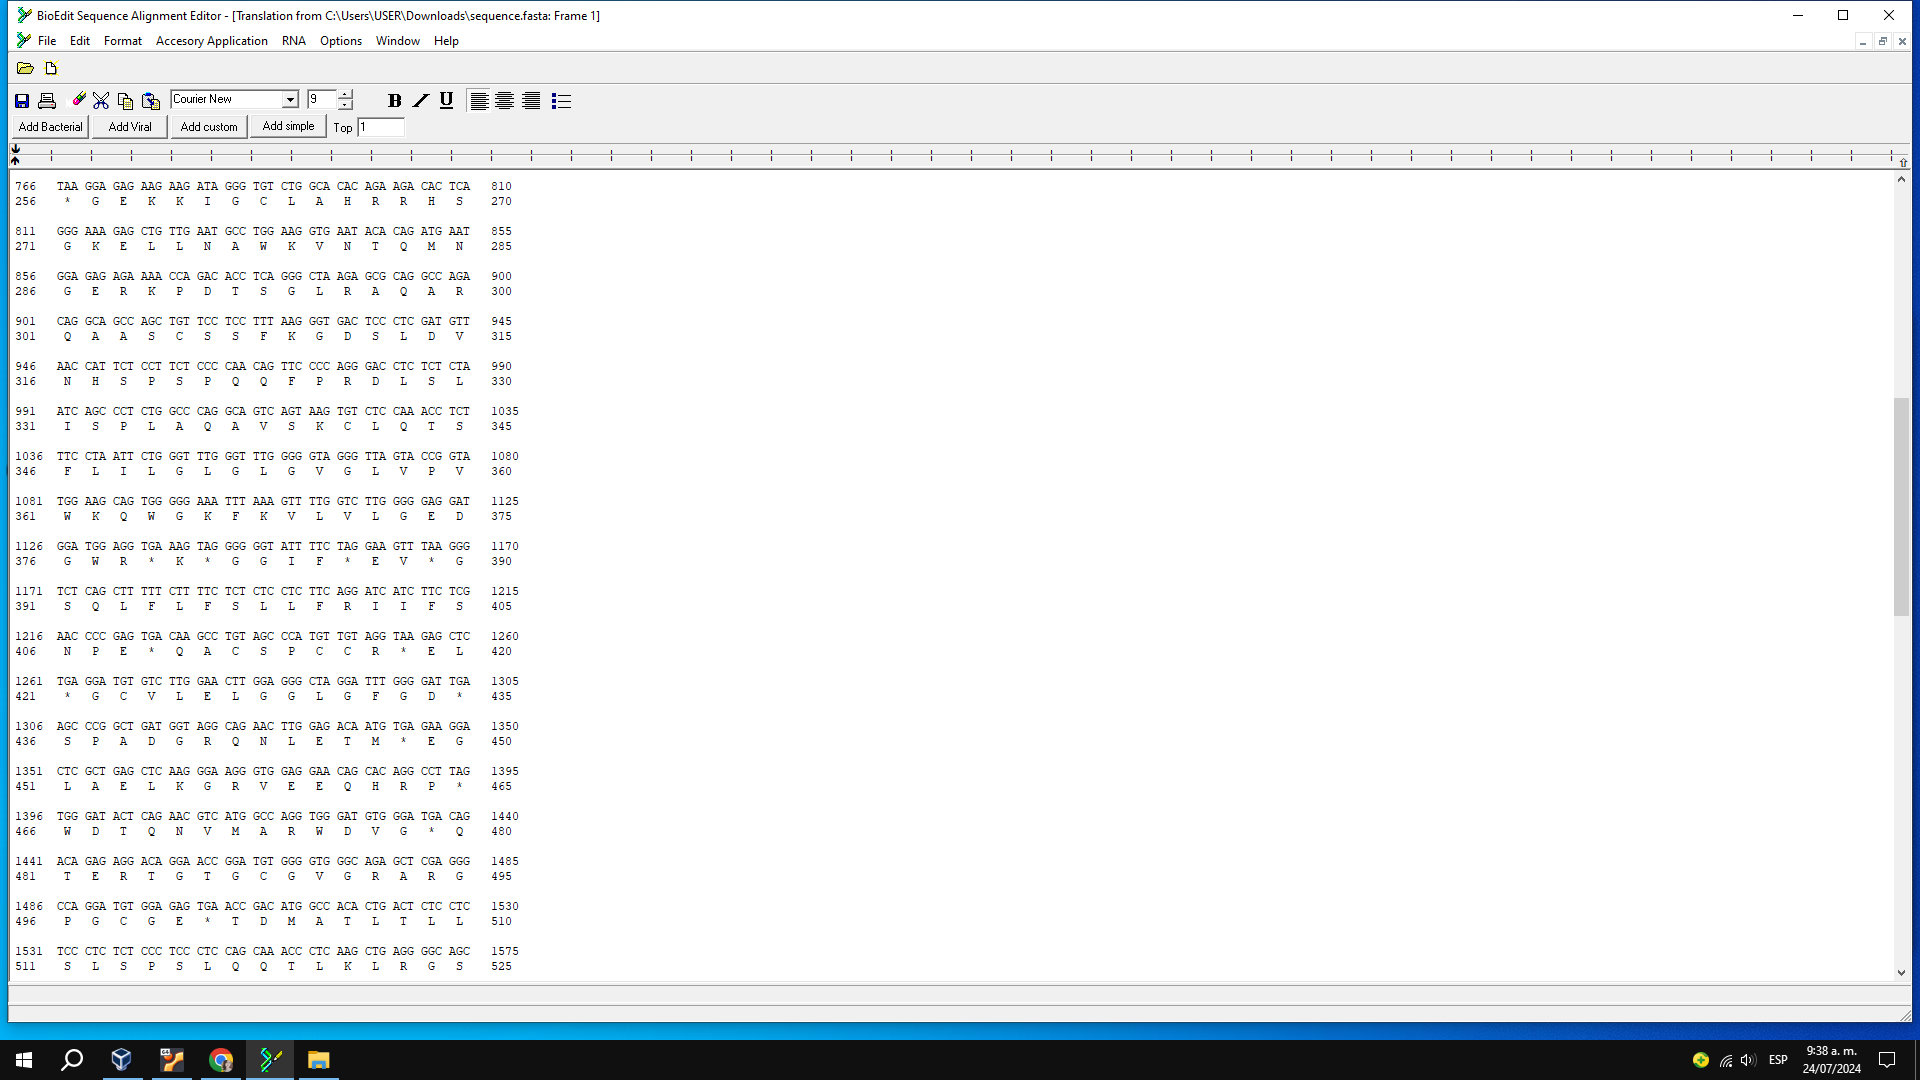 BioEdit Sequence Alignment Editor - [Translation from C:\Users\USER\Downloads\sequence.fasta: Frame 1]
File Edit Format Accesory Application RNA Options Window Help
Courier New 9 B U
Add Bacterial Add Viral Add custom Add simple Top 1
766 TAA GGA GAG AAG AAG ATA GGG TGT CTG GCA CAC AGA AGA CAC TCA 810
256 * G E K K I G C L A H R R H S 270
811 GGG AAA GAG CTG TTG AAT GCC TGG AAG GTG AAT ACA CAG ATG AAT 855
271 G K E L L N A W K V N T Q M N 285
856 GGA GAG AGA AAA CCA GAC ACC TCA GGG CTA AGA GCG CAG GCC AGA 900
286 G E R K P D T S G L R A Q A R 300
901 CAG GCA GCC AGC TGT TCC TCC TTT AAG GGT GAC TCC CTC GAT GTT 945
301 Q A A S C S S F K G D S L D V 315
946 AAC CAT TCT CCT TCT CCC CAA CAG TTC CCC AGG GAC CTC TCT CTA 990
316 N H S P S P Q Q F P R D L S L 330
991 ATC AGC CCT CTG GCC CAG GCA GTC AGT AAG TGT CTC CAA ACC TCT 1035
331 I S P L A Q A V S K C L Q T S 345
1036 TTC CTA ATT CTG GGT TTG GGT TTG GGG GTA GGG TTA GTA CCG GTA 1080
346 F L I L G L G L G V G L V P V 360
1081 TGG AAG CAG TGG GGG AAA TTT AAA GTT TTG GTC TTG GGG GAG GAT 1125
361 W K Q W G K F K V L V L G E D 375
1126 GGA TGG AGG TGA AAG TAG GGG GGT ATT TTC TAG GAA GTT TAA GGG 1170
376 G W R * K * G G I F * E V * G 390
1171 TCT CAG CTT TTT CTT TTC TCT CTC CTC TTC AGG ATC ATC TTC TCG 1215
391 S Q L F L F S L L F R I I F S 405
1216 AAC CCC GAG TGA CAA GCC TGT AGC CCA TGT TGT AGG TAA GAG CTC 1260
406 N P E * Q A C S P C C R * E L 420
1261 TGA GGA TGT GTC TTG GAA CTT GGA GGG CTA GGA TTT GGG GAT TGA 1305
421 * G C V L E L G G L G F G D * 435
1306 AGC CCG GCT GAT GGT AGG CAG AAC TTG GAG ACA ATG TGA GAA GGA 1350
436 S P A D G R Q N L E T M * E G 450
1351 CTC GCT GAG CTC AAG GGA AGG GTG GAG GAA CAG CAC AGG CCT TAG 1395
451 L A E L K G R V E E Q H R P * 465
1396 TGG GAT ACT CAG AAC GTC ATG GCC AGG TGG GAT GTG GGA TGA CAG 1440
466 W D T Q N V M A R W D V G * Q 480
1441 ACA GAG AGG ACA GGA ACC GGA TGT GGG GTG GGC AGA GCT CGA GGG 1485
481 T E R T G T G C G V G R A R G 495
1486 CCA GGA TGT GGA GAG TGA ACC GAC ATG GCC ACA CTG ACT CTC CTC 1530
496 P G C G E * T D M A T L T L L 510
1531 TCC CTC TCT CCC TCC CTC CAG CAA ACC CTC AAG CTG AGG GGC AGC 1575
511 S L S P S L Q Q T L K L R G S 525
ESP
9:38 a. m.
24/07/2024